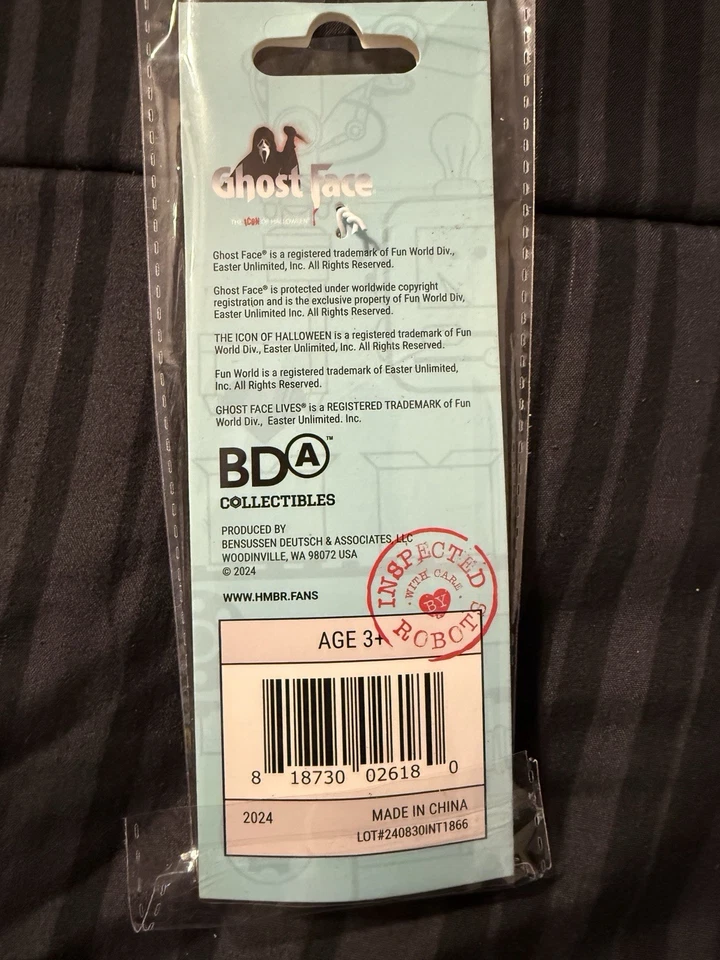 Ghost Face
THE ICON OF HALLOWEEN
Ghost Face® is a registered trademark of Fun World Div.,
Easter Unlimited, Inc. All Rights Reserved.
Ghost Face® is protected under worldwide copyright
registration and is the exclusive property of Fun World Div,
Easter Unlimited Inc. All Rights Reserved.
THE ICON OF HALLOWEEN is a registered trademark of Fun
World Div., Easter Unlimited, Inc. All Rights Reserved.
Fun World is a registered trademark of Easter Unlimited,
Inc. All Rights Reserved.
GHOST FACE LIVES® is a REGISTERED TRADEMARK of Fun
World Div., Easter Unlimited. Inc.
BDA™
COLLECTIBLES
PRODUCED BY
BENSUSSEN DEUTSCH & ASSOCIATES, LLC
WOODINVILLE, WA 98072 USA
© 2024
WWW.HMBR.FANS
INSPECTED
WITH CARE
BY
ROBOTS
AGE 3+
8 18730 02618 0
2024
MADE IN CHINA
LOT#240830INT1866